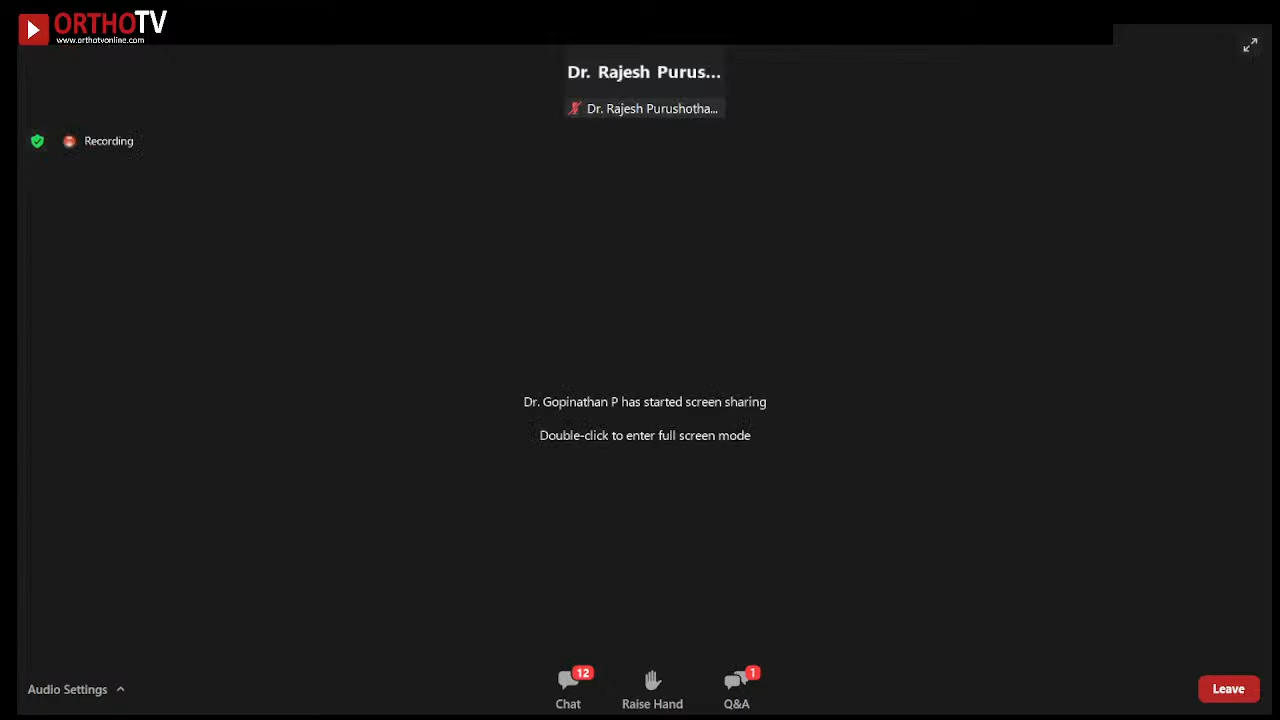 ORTHOTV
www.orthotvonline.com
Dr. Rajesh Purus...
Dr. Rajesh Purushotha...
Recording
Dr. Gopinathan P has started screen sharing
Double-click to enter full screen mode
Audio Settings
12
Chat
Raise Hand
1
Q&A
Leave